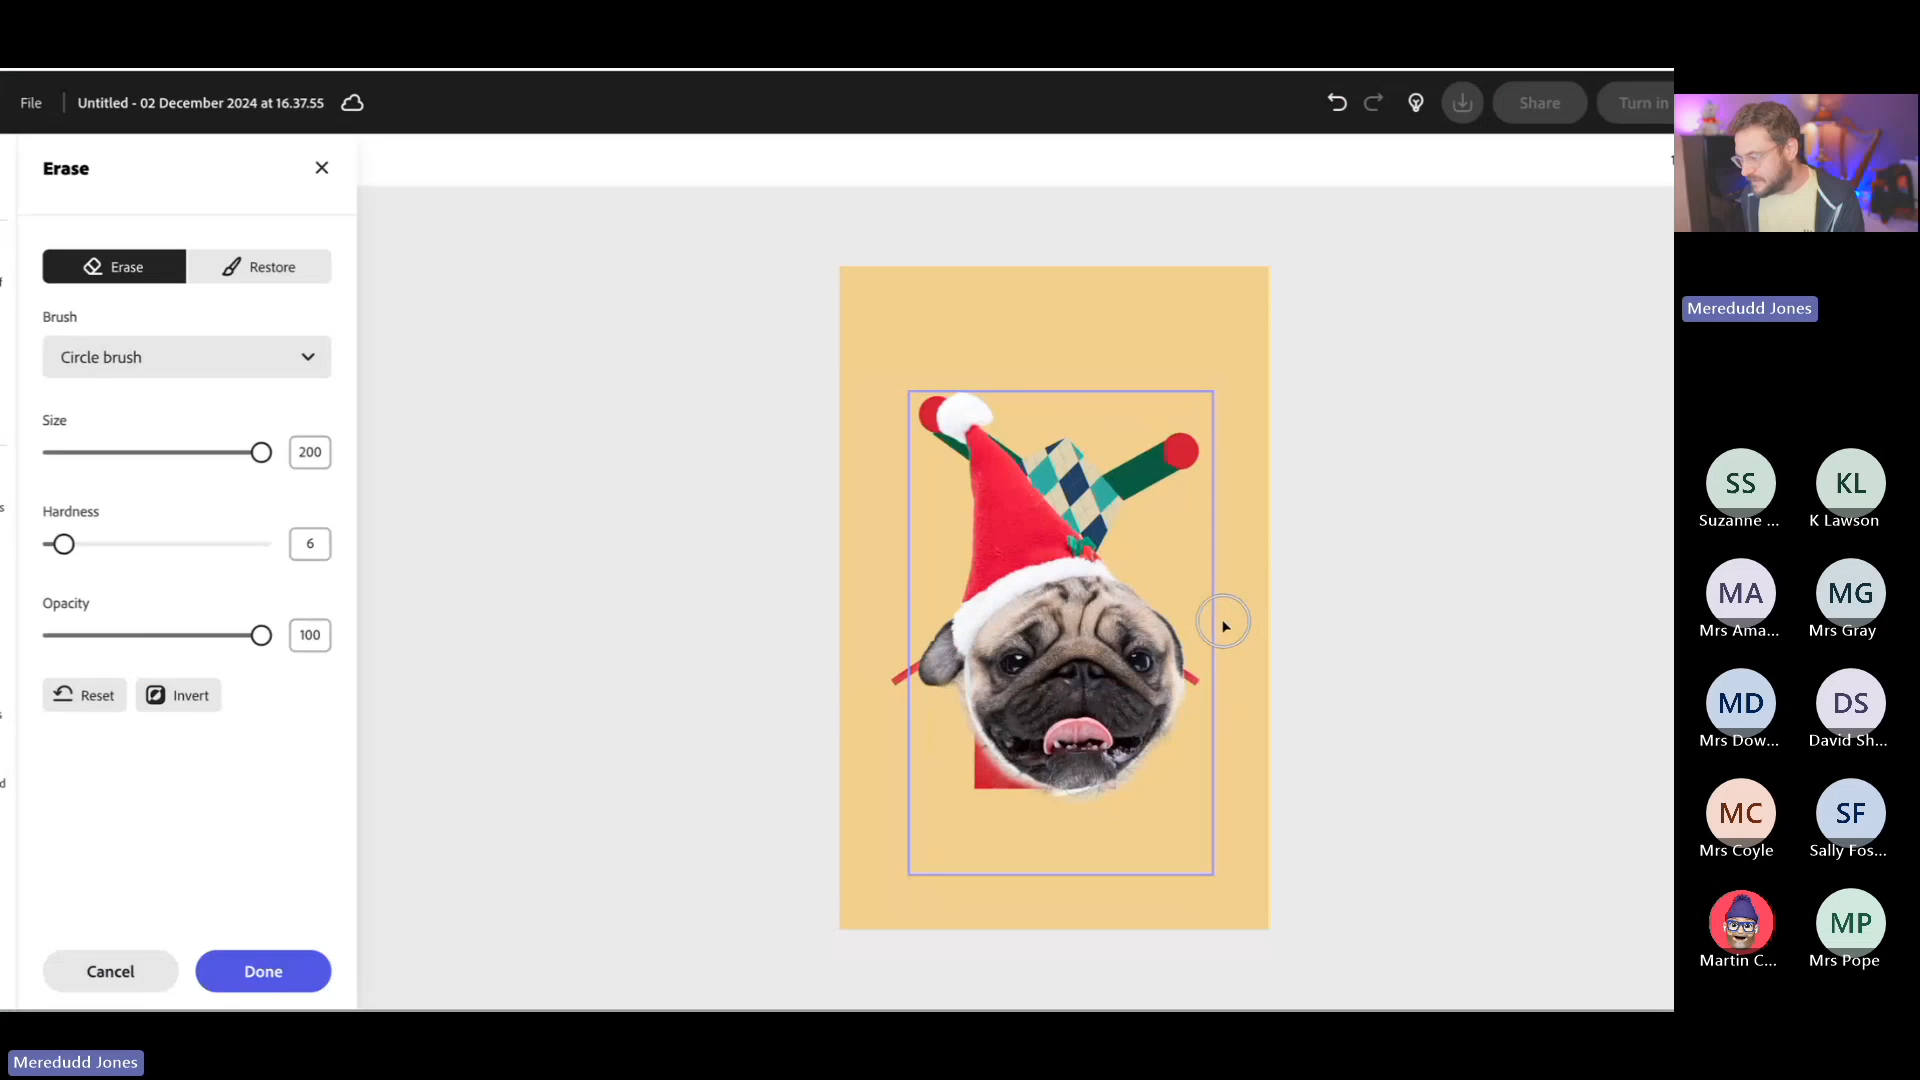 File
Untitled - 02 December 2024 at 16.37.55
Share
Turn in
Erase
Erase
Restore
Brush
Circle brush
Size
200
Hardness
6
Opacity
100
Reset
Invert
Cancel
Done
Meredudd Jones
SS
Suzanne ...
KL
K Lawson
MA
Mrs Ama...
MG
Mrs Gray
MD
Mrs Dow...
DS
David Sh...
MC
Mrs Coyle
SF
Sally Fos...
Martin C...
MP
Mrs Pope
Meredudd Jones